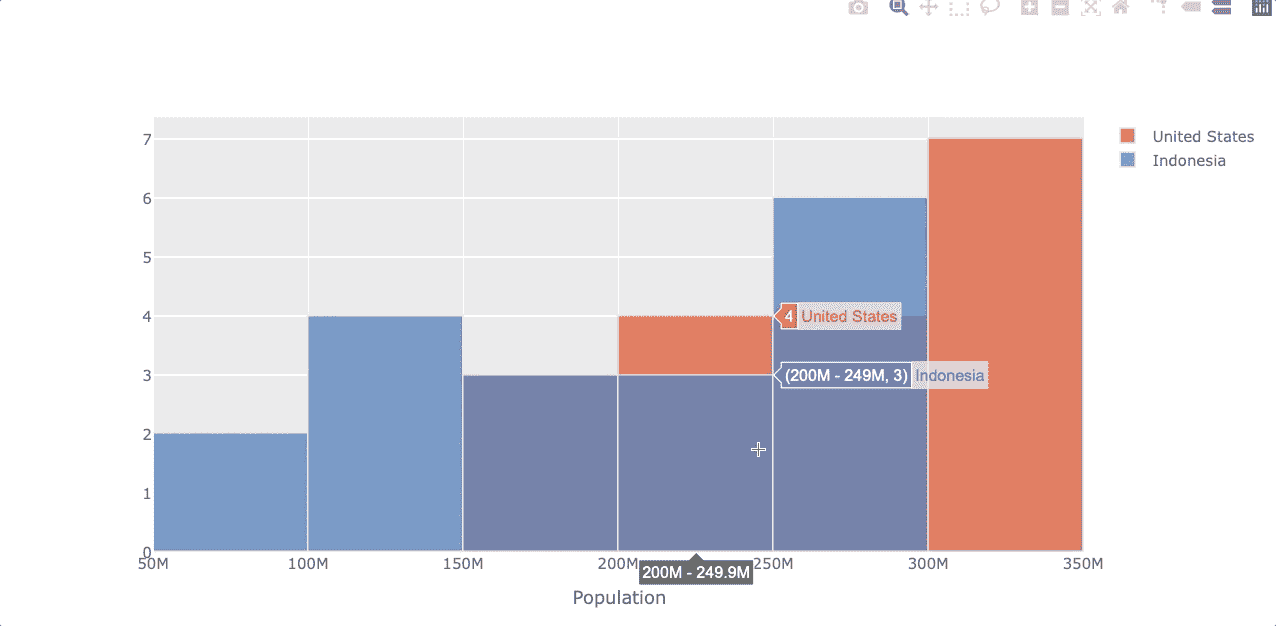 United States
Indonesia
7
6
5
4
3
2
1
0
4 United States
(200M - 249M, 3) Indonesia
50M 100M 150M 200M 250M 300M 350M
200M - 249.9M
Population